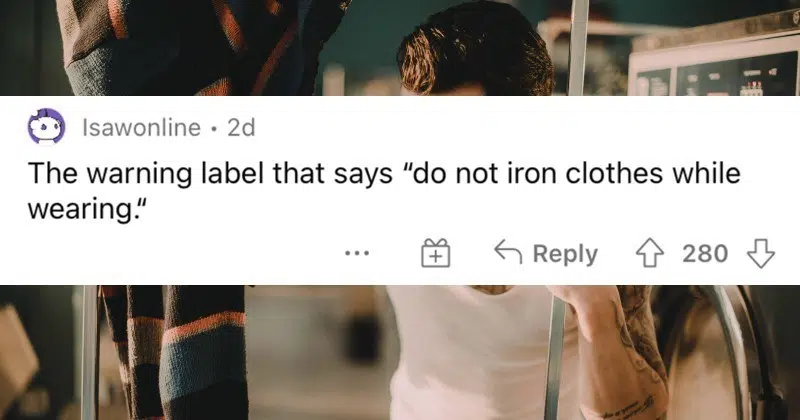 Isawonline • 2d
The warning label that says “do not iron clothes while
wearing.“
... Reply 280